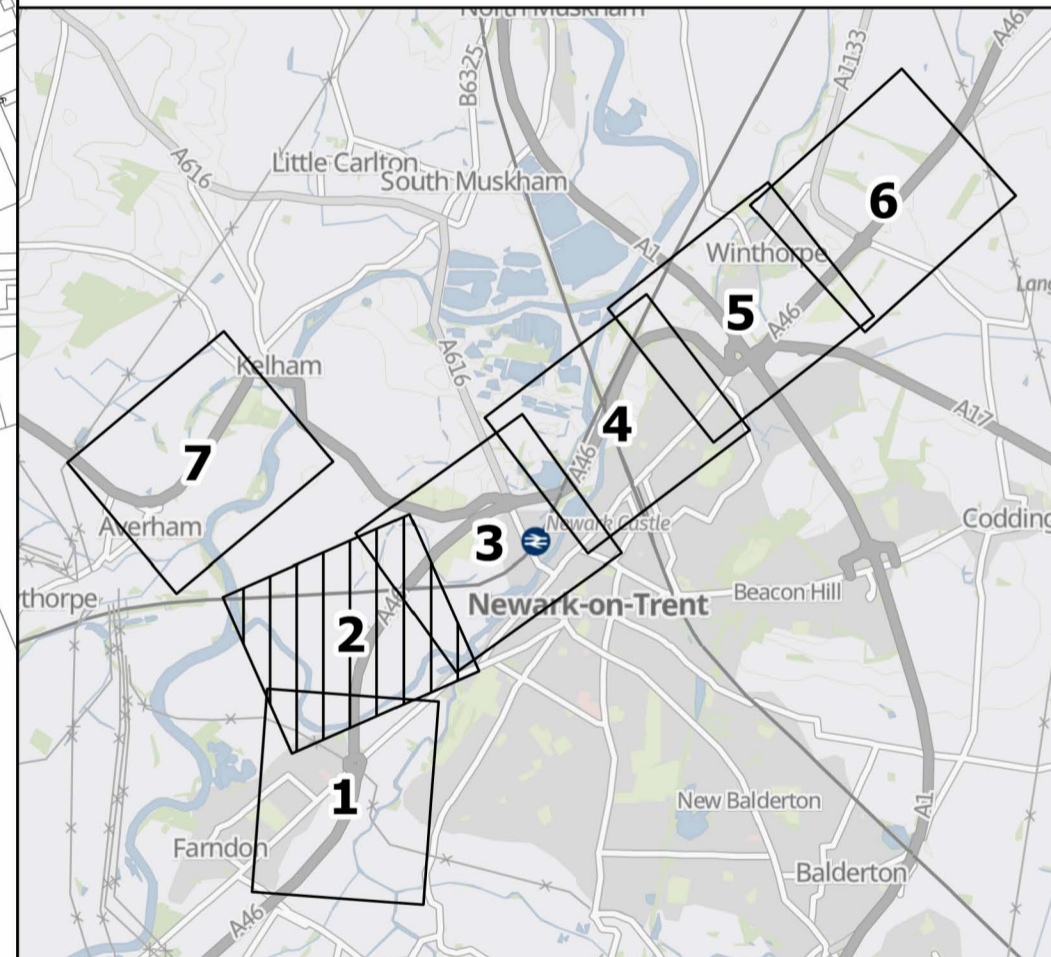 North Muskham
A46
A1133
B6325
A616
Little Carlton
South Muskham
6
A1
Winthorpe
5
A46
Lang
Kelham
A616
4
A17
7
A46
Averham
3
Newark Castle
Codding
thorpe
A46
Newark-on-Trent
Beacon Hill
2
1
New Balderton
A1
Farndon
Balderton
A46